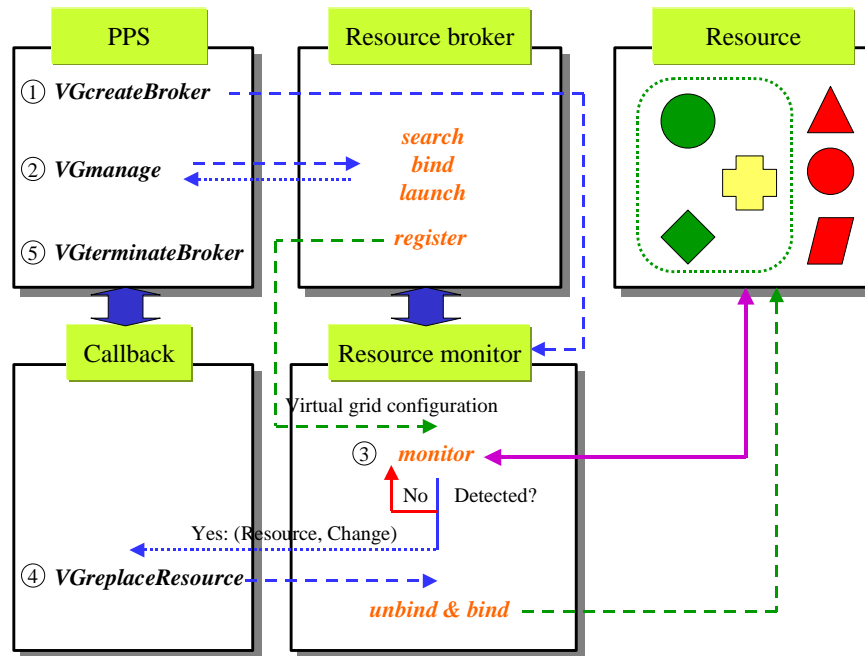 PPS
Resource broker
Resource
① VGcreateBroker
search
② VGmanage
bind
launch
register
⑤ VGterminateBroker
Callback
Resource monitor
Virtual grid configuration
③ monitor
No
Detected?
Yes: (Resource, Change)
④ VGreplaceResource
unbind & bind